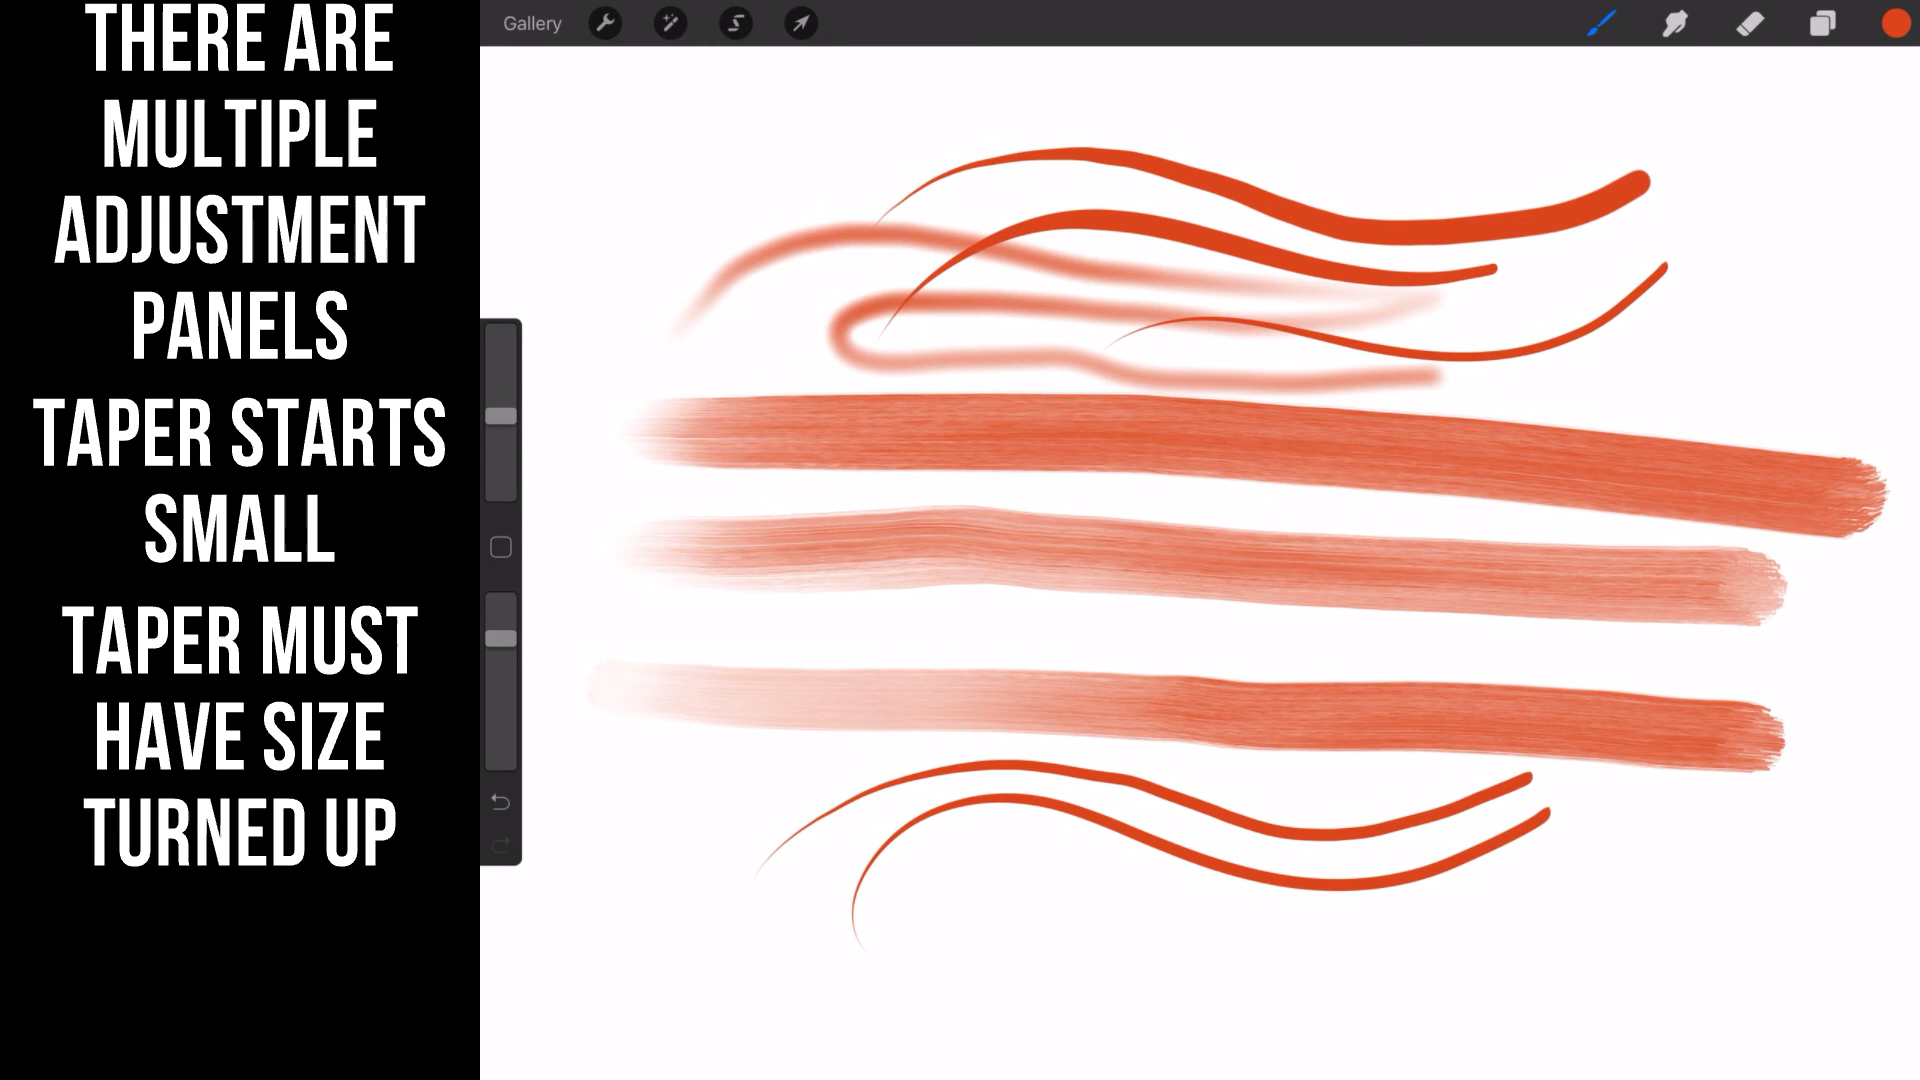 THERE ARE
MULTIPLE
ADJUSTMENT
PANELS
TAPER STARTS
SMALL
TAPER MUST
HAVE SIZE
TURNED UP
Gallery